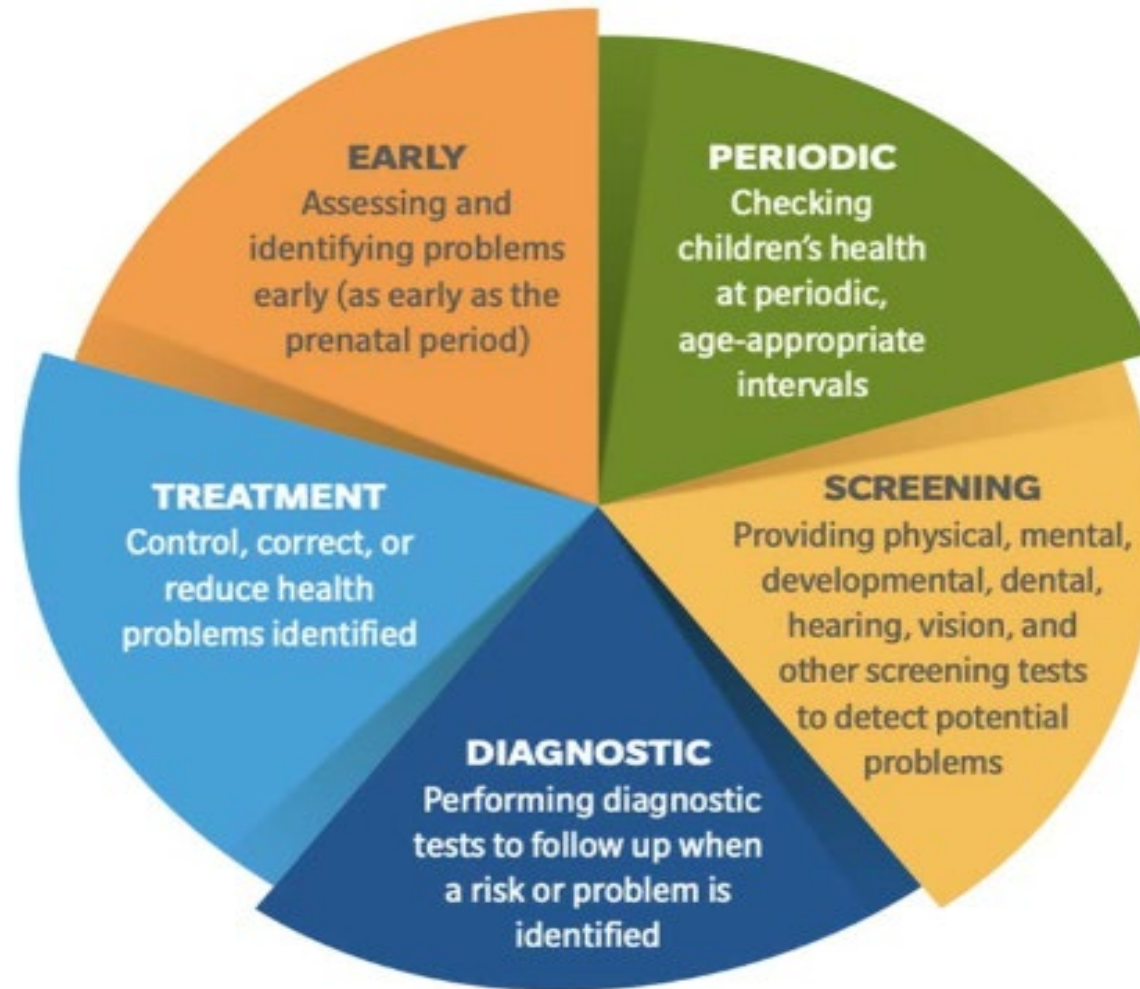 EARLY
Assessing and
identifying problems
early (as early as the
prenatal period)
PERIODIC
Checking
children’s health
at periodic,
age-appropriate
intervals
SCREENING
Providing physical, mental,
developmental, dental,
hearing, vision, and
other screening tests
to detect potential
problems
DIAGNOSTIC
Performing diagnostic
tests to follow up when
a risk or problem is
identified
TREATMENT
Control, correct, or
reduce health
problems identified